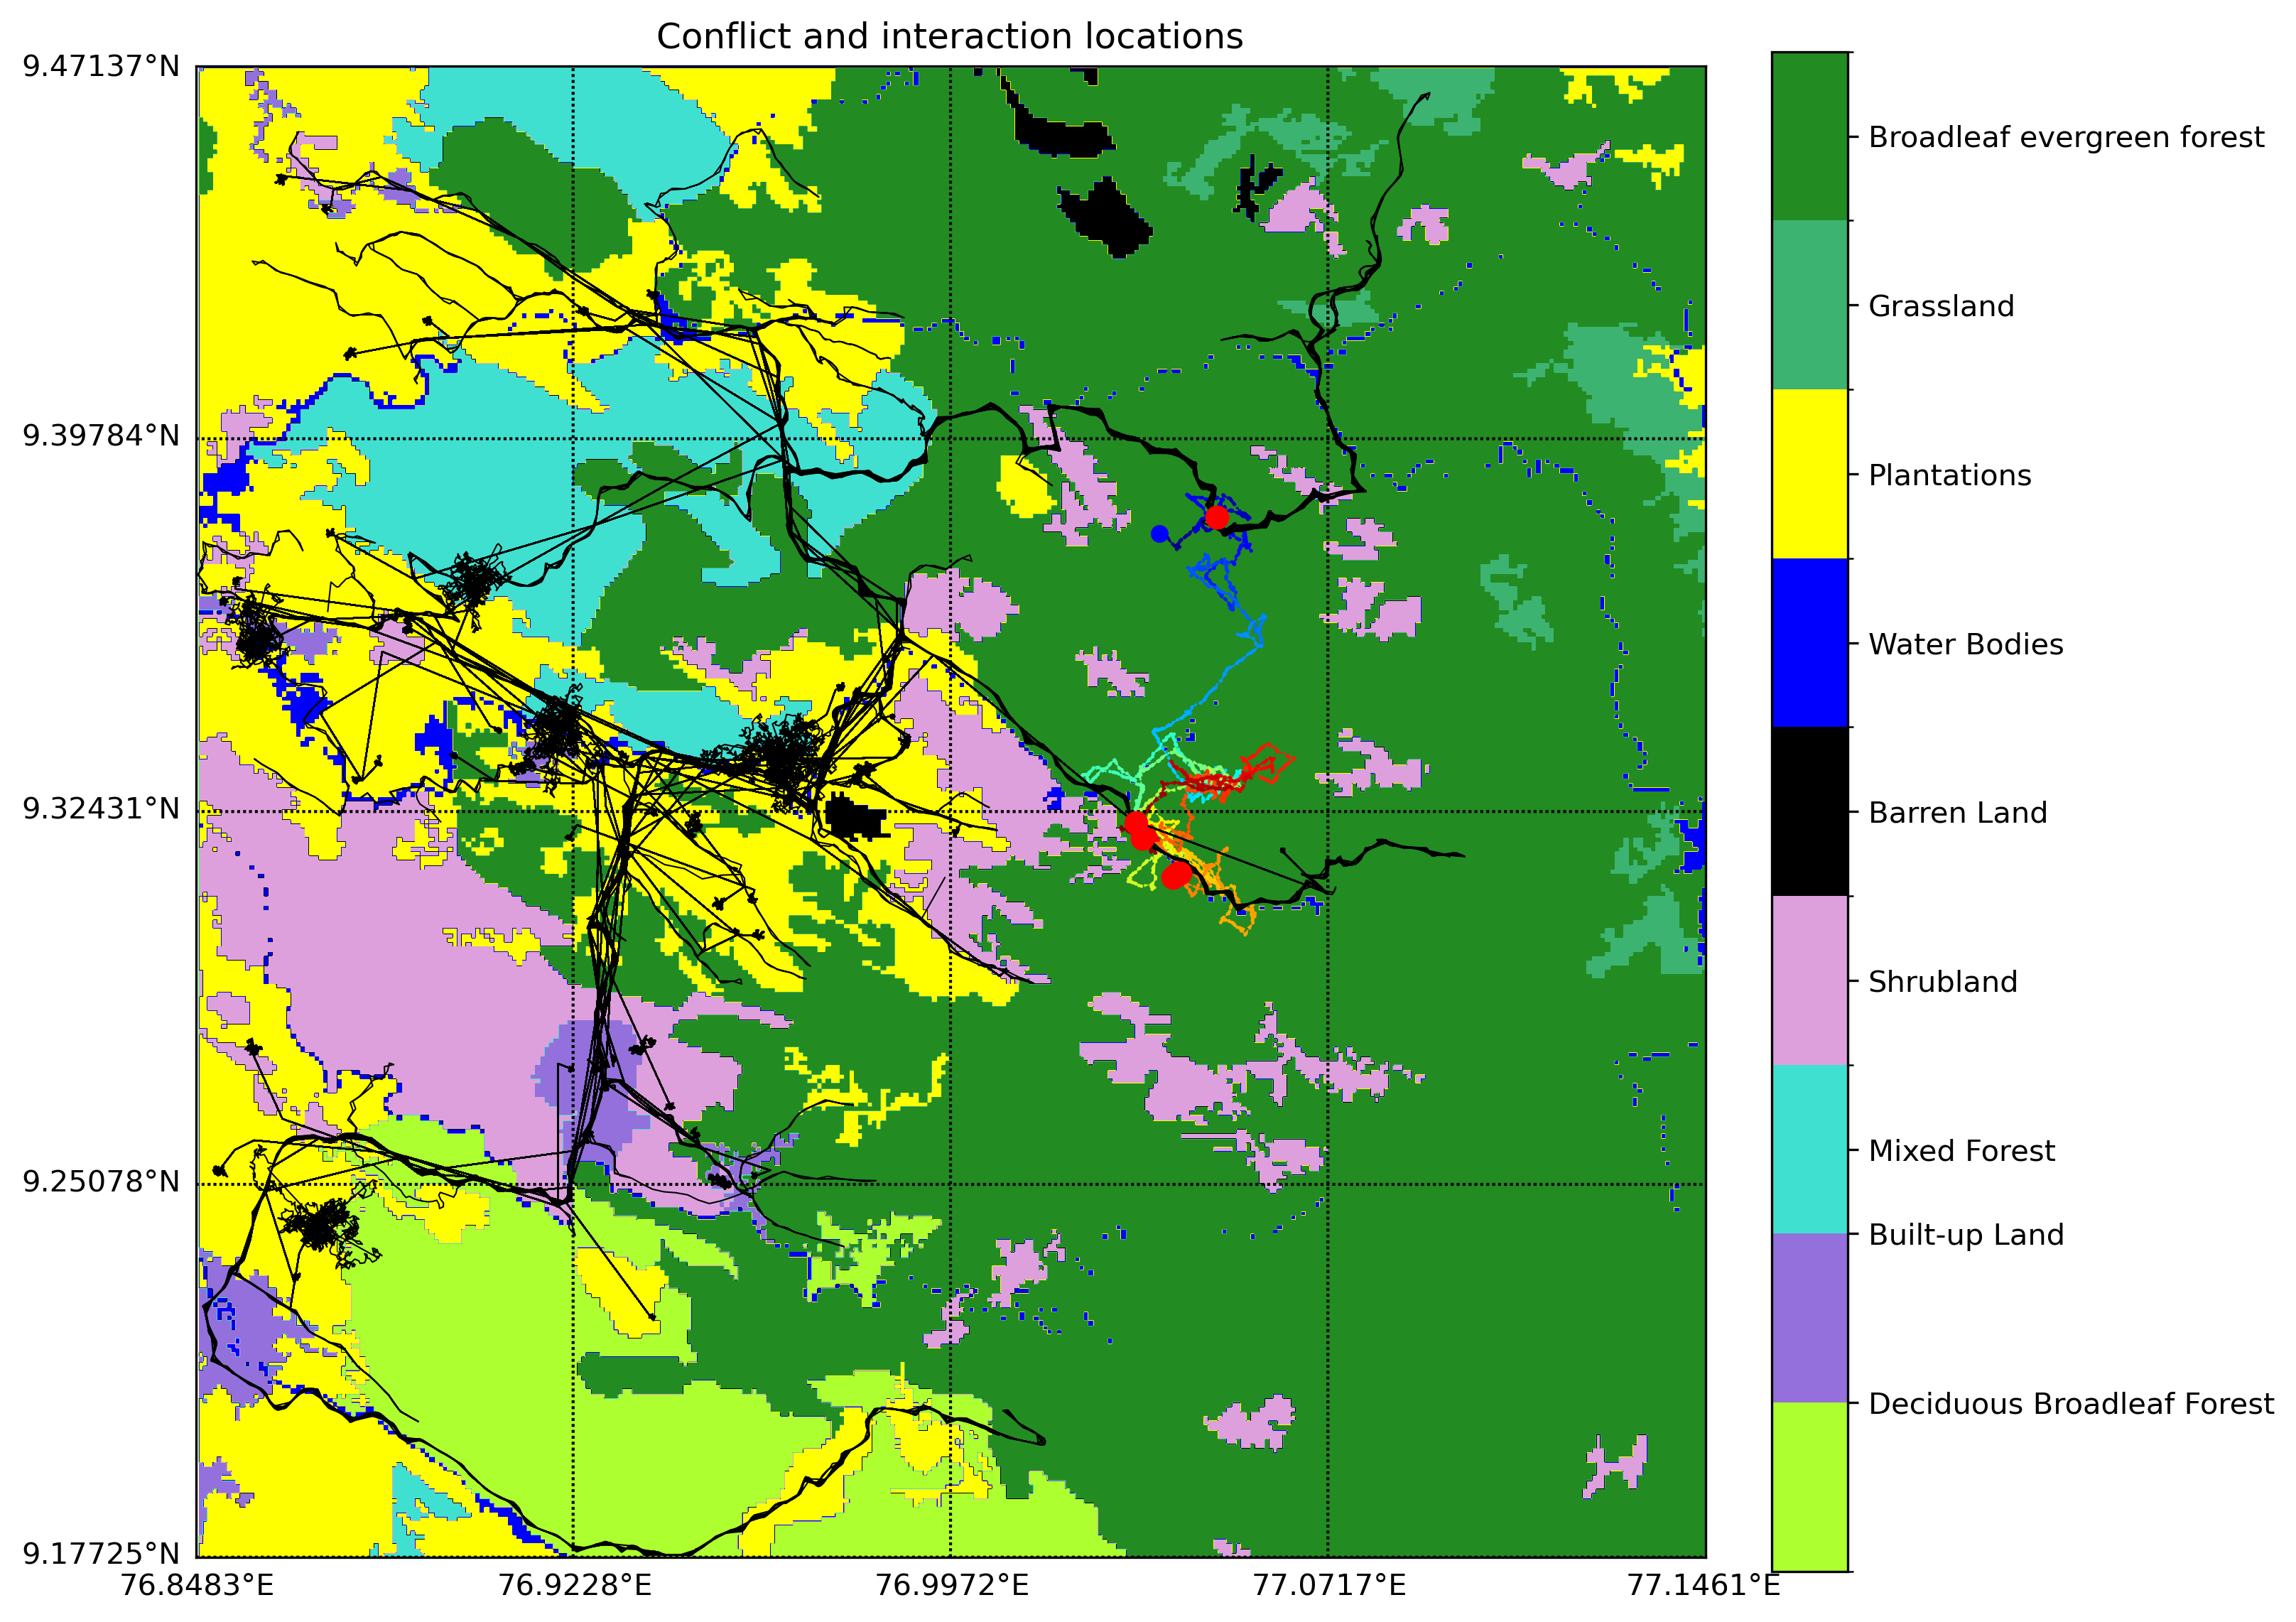 Conflict and interaction locations
9.47137°N
9.39784°N
9.32431°N
9.25078°N
9.17725°N
76.8483°E
76.9228°E
76.9972°E
77.0717°E
77.1461°E
Broadleaf evergreen forest
Grassland
Plantations
Water Bodies
Barren Land
Shrubland
Mixed Forest
Built-up Land
Deciduous Broadleaf Forest